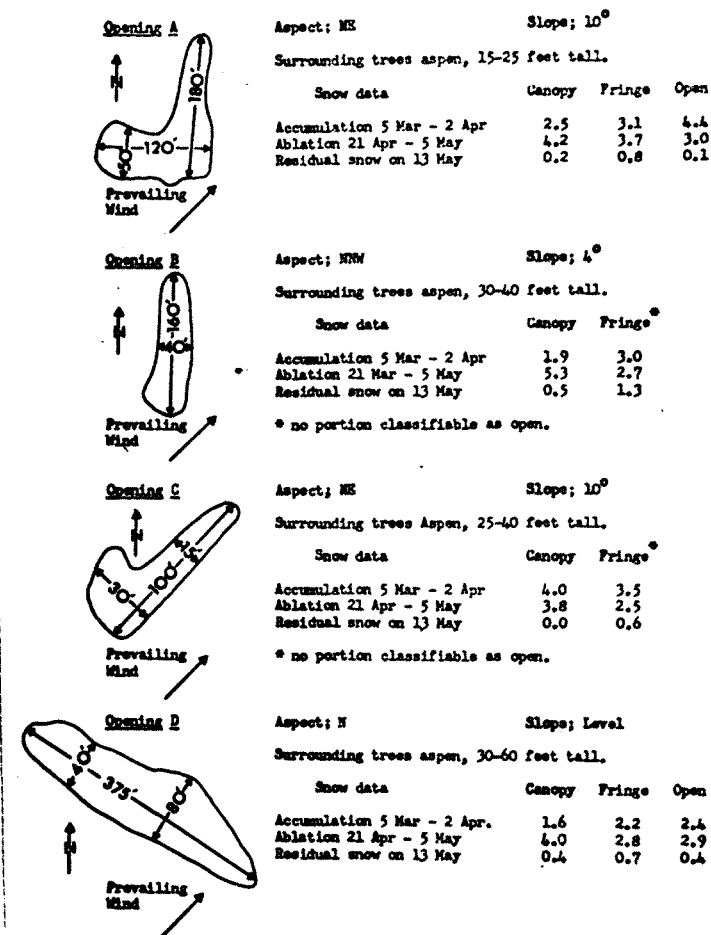 Opening A
Aspect; NE Slope; 10°
Surrounding trees aspen, 15-25 feet tall.
N
180'
120'
50'
Snow data Canopy Fringe Open
Accumulation 5 Mar - 2 Apr 2.5 3.1 4.4
Ablation 21 Apr - 5 May 4.2 3.7 3.0
Residual snow on 13 May 0.2 0.8 0.1
Prevailing
Wind
Opening B
Aspect; NNW Slope; 4°
Surrounding trees aspen, 30-40 feet tall.
N
160'
40'
Snow data Canopy Fringe*
Accumulation 5 Mar - 2 Apr 1.9 3.0
Ablation 21 Mar - 5 May 5.3 2.7
Residual snow on 13 May 0.5 1.3
Prevailing
Wind
* no portion classifiable as open.
Opening C
Aspect; NE Slope; 10°
Surrounding trees Aspen, 25-40 feet tall.
N
15'
100'
30'
Snow data Canopy Fringe*
Accumulation 5 Mar - 2 Apr 4.0 3.5
Ablation 21 Apr - 5 May 3.8 2.5
Residual snow on 13 May 0.0 0.6
Prevailing
Wind
* no portion classifiable as open.
Opening D
Aspect; N Slope; Level
Surrounding trees aspen, 30-60 feet tall.
40'
375'
80'
N
Snow data Canopy Fringe Open
Accumulation 5 Mar - 2 Apr. 1.6 2.2 2.4
Ablation 21 Apr - 5 May 4.0 2.8 2.9
Residual snow on 13 May 0.4 0.7 0.4
Prevailing
Wind